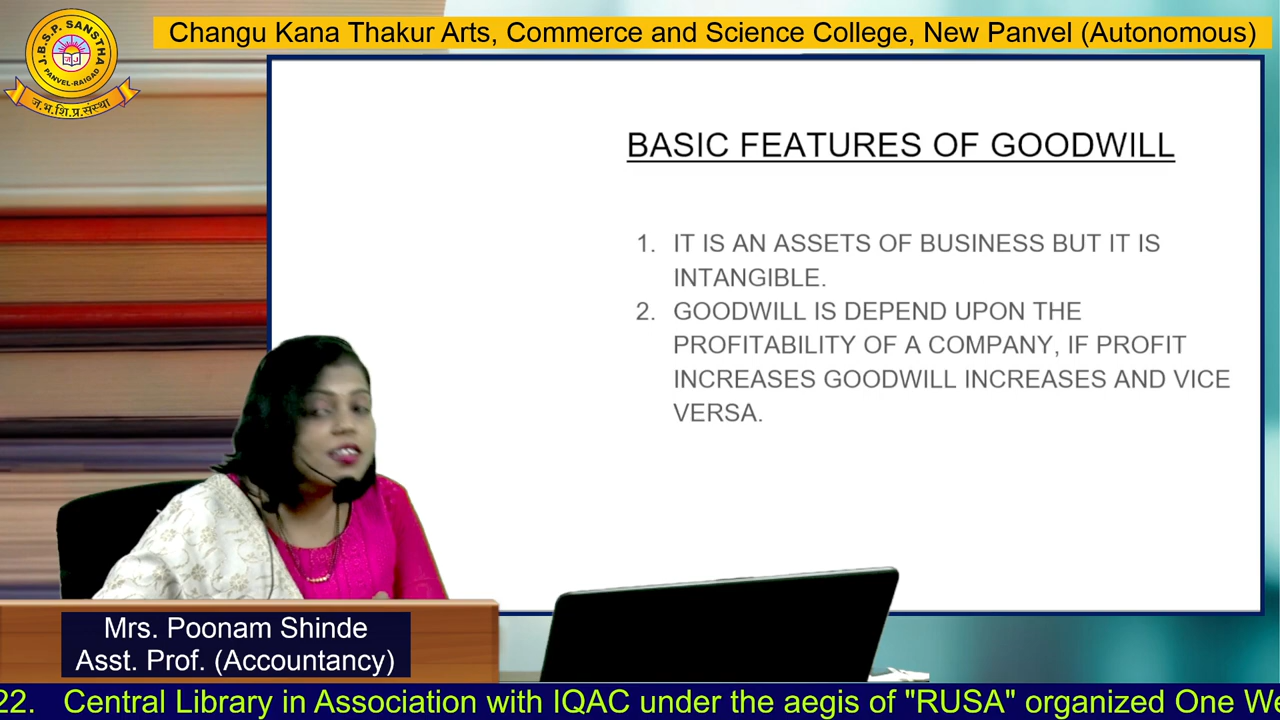 J.B.S.P. SANSTHA
PANVEL-RAIGAD
ज.भ.शि.प्र.संस्था
Changu Kana Thakur Arts, Commerce and Science College, New Panvel (Autonomous)
BASIC FEATURES OF GOODWILL
1. IT IS AN ASSETS OF BUSINESS BUT IT IS
INTANGIBLE.
2. GOODWILL IS DEPEND UPON THE
PROFITABILITY OF A COMPANY, IF PROFIT
INCREASES GOODWILL INCREASES AND VICE
VERSA.
Mrs. Poonam Shinde
Asst. Prof. (Accountancy)
22. Central Library in Association with IQAC under the aegis of "RUSA" organized One We